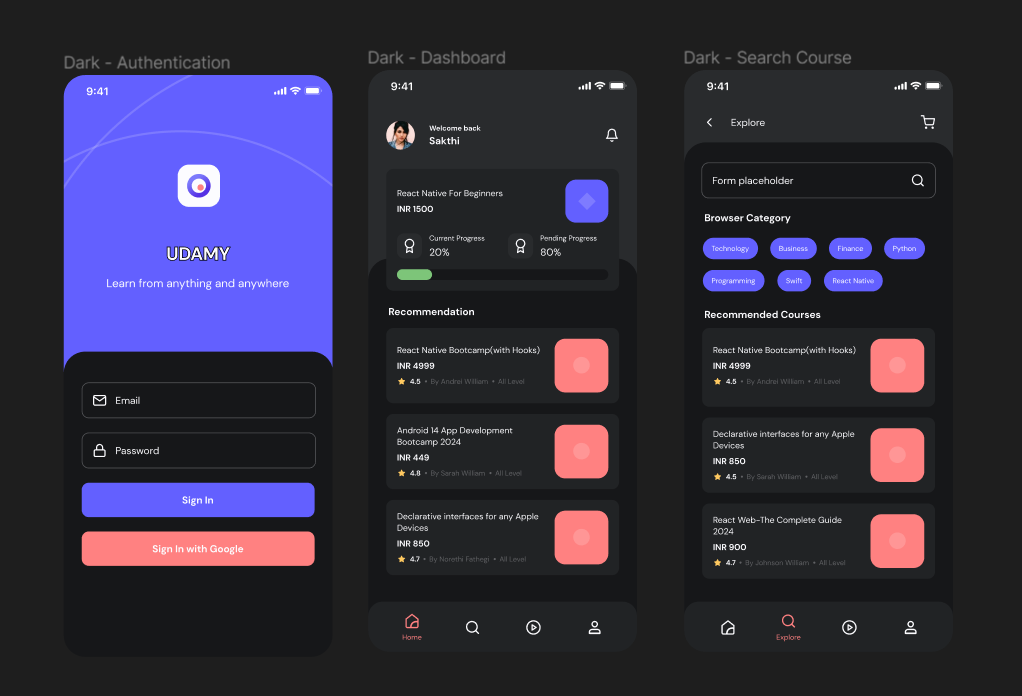 Dark - Authentication
9:41
UDAMY
Learn from anything and anywhere
Email
Password
Sign In
Sign In with Google
Dark - Dashboard
9:41
Welcome back
Sakthi
React Native For Beginners
INR 1500
Current Progress
20%
Pending Progress
80%
Recommendation
React Native Bootcamp(with Hooks)
INR 4999
4.5 • By Andrei William • All Level
Android 14 App Development
Bootcamp 2024
INR 449
4.8 • By Sarah William • All Level
Declarative interfaces for any Apple
Devices
INR 850
4.7 • By Fathegi • All Level
Home
Dark - Search Course
9:41
Explore
Form placeholder
Browser Category
Technology
Business
Finance
Python
Programming
Swift
React Native
Recommended Courses
React Native Bootcamp(with Hooks)
INR 4999
4.5 • By Andrei William • All Level
Declarative interfaces for any Apple
Devices
INR 850
4.5 • By Sarah William • All Level
React Web-The Complete Guide
2024
INR 900
4.7 • By Johnson William • All Level
Explore